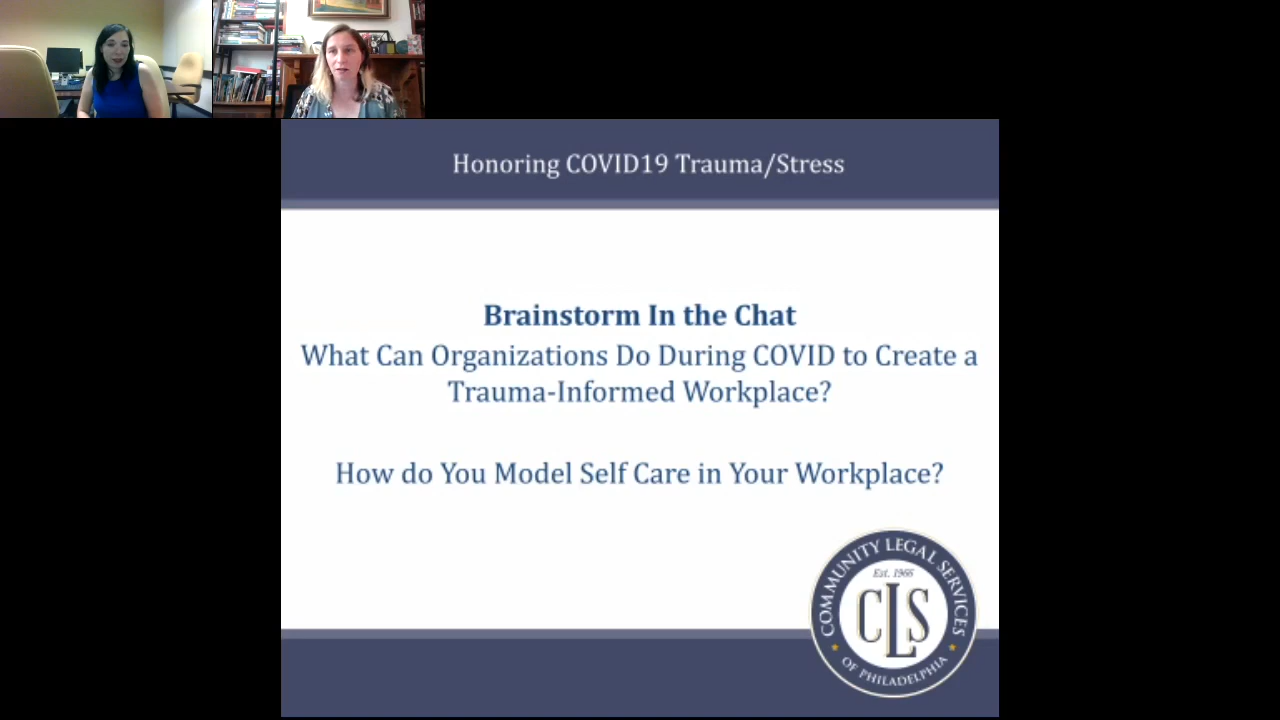 Honoring COVID19 Trauma/Stress
Brainstorm In the Chat
What Can Organizations Do During COVID to Create a
Trauma-Informed Workplace?
How do You Model Self Care in Your Workplace?
COMMUNITY LEGAL SERVICES
Est. 1966
CLS
OF PHILADELPHIA